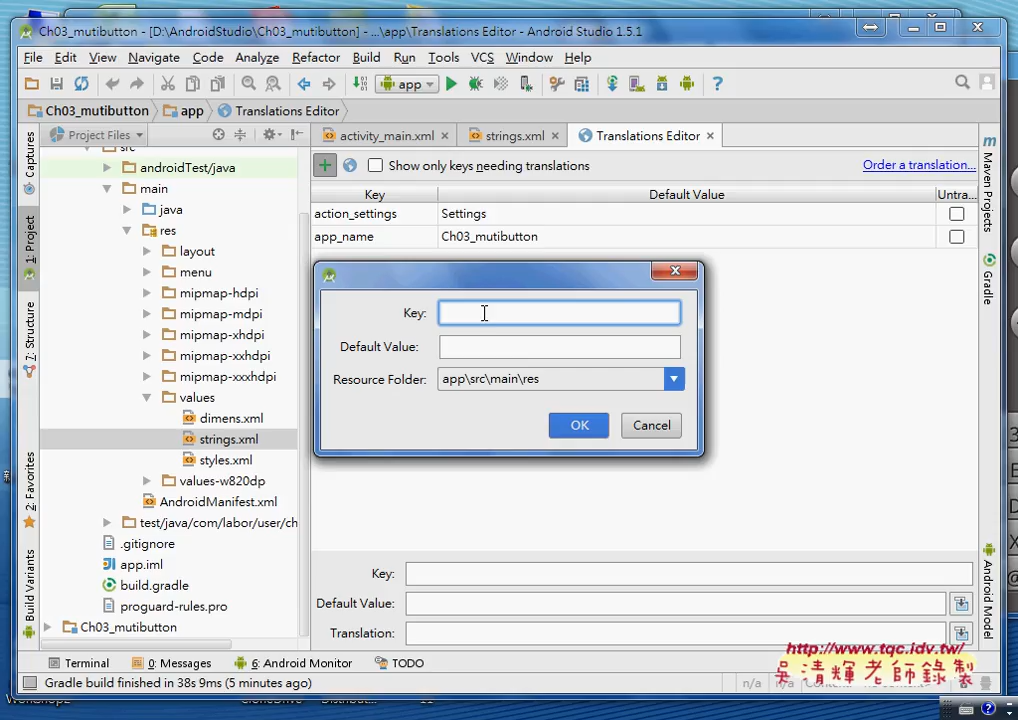 Ch03_mutibutton - [D:\AndroidStudio\Ch03_mutibutton] - ...\app\Translations Editor - Android Studio 1.5.1
File Edit View Navigate Code Analyze Refactor Build Run Tools VCS Window Help
app
Ch03_mutibutton app Translations Editor
Project Files activity_main.xml strings.xml Translations Editor
Captures
1: Project
7: Structure
2: Favorites
Build Variants
src
androidTest/java
main
java
res
layout
menu
mipmap-hdpi
mipmap-mdpi
mipmap-xhdpi
mipmap-xxhdpi
mipmap-xxxhdpi
values
dimens.xml
strings.xml
styles.xml
values-w820dp
AndroidManifest.xml
test/java/com/labor/user/ch
.gitignore
app.iml
build.gradle
proguard-rules.pro
Ch03_mutibutton
Show only keys needing translations Order a translation...
Key Default Value Untra...
action_settings Settings
app_name Ch03_mutibutton
Key:
Default Value:
Resource Folder: app\src\main\res
OK Cancel
Key:
Default Value:
Translation:
Maven Projects
Gradle
Android Model
Terminal 0: Messages 6: Android Monitor TODO
Gradle build finished in 38s 9ms (5 minutes ago) n/a n/a
http://www.tqc.idv.tw/
吳清輝老師錄製